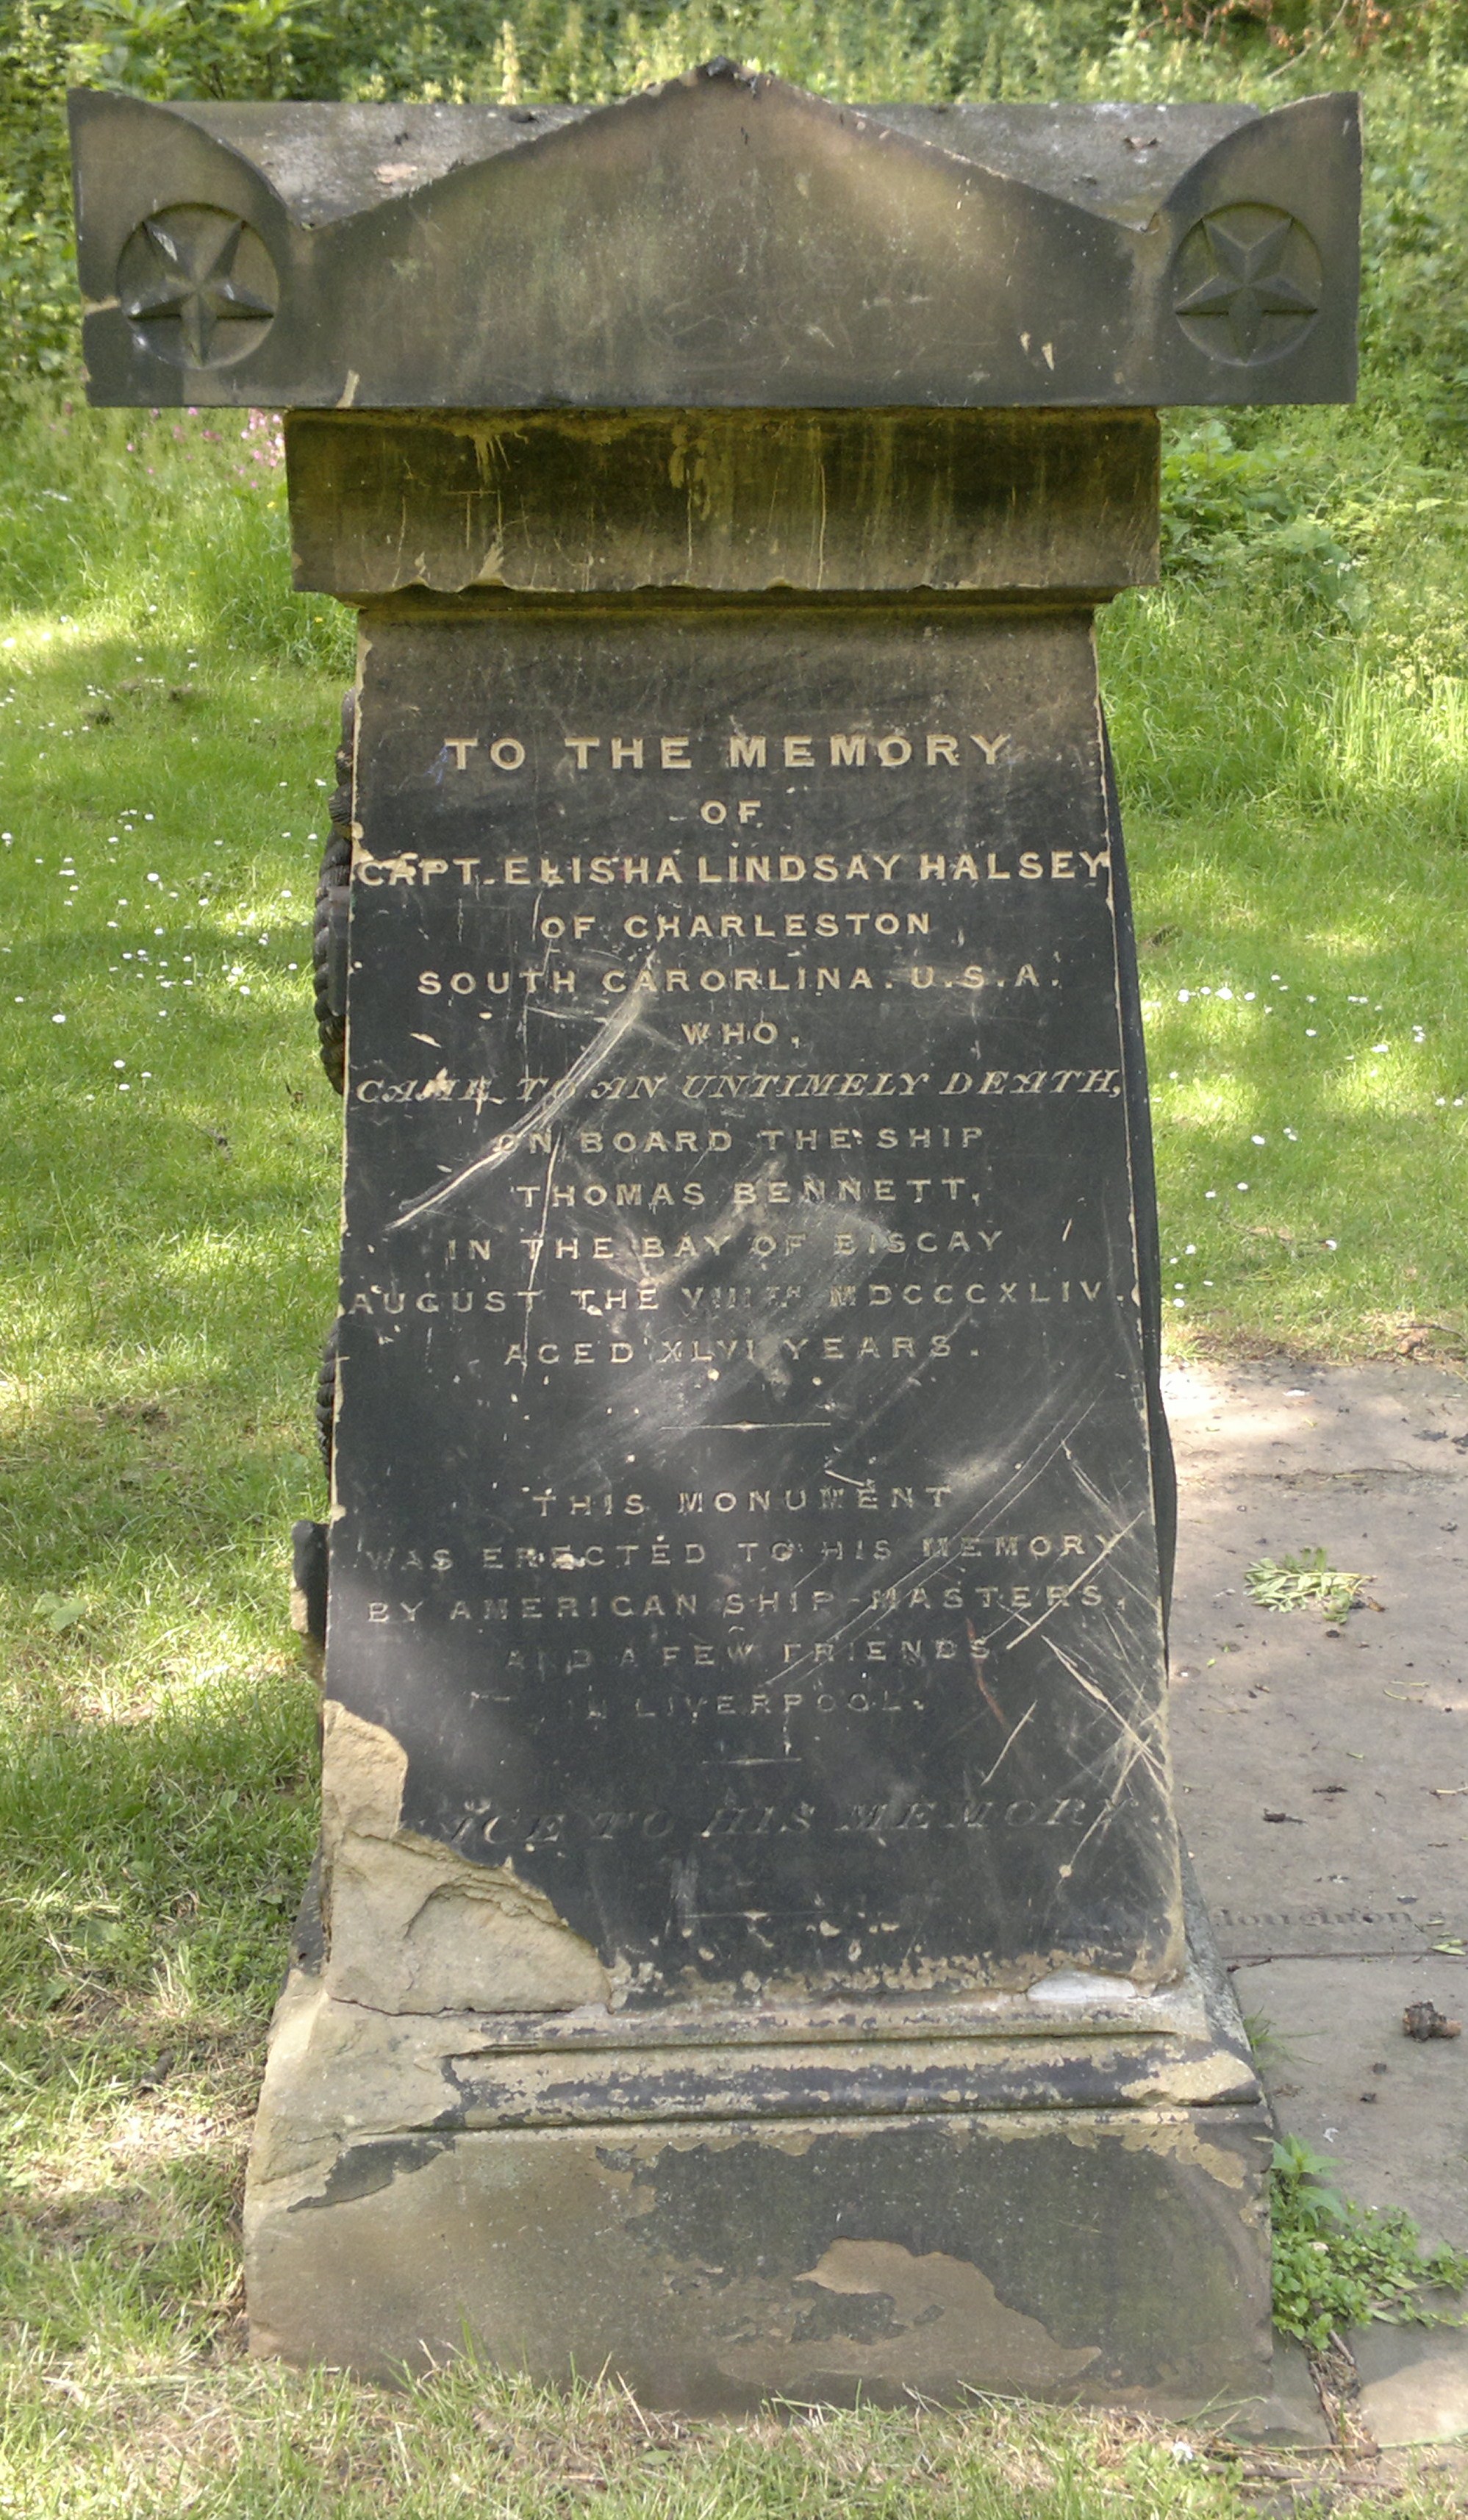 TO THE MEMORY
OF
CAPT. ELISHA LINDSAY HALSEY
OF CHARLESTON
SOUTH CARORLINA. U.S.A.
WHO,
CAME TO AN UNTIMELY DEATH,
ON BOARD THE SHIP
THOMAS BENNETT,
IN THE BAY OF BISCAY
AUGUST THE VIIITH MDCCCXLIV.
AGED XLVI YEARS.
THIS MONUMENT
WAS ERECTED TO HIS MEMORY
BY AMERICAN SHIP-MASTERS,
AND A FEW FRIENDS
IN LIVERPOOL.
TO HIS MEMORY